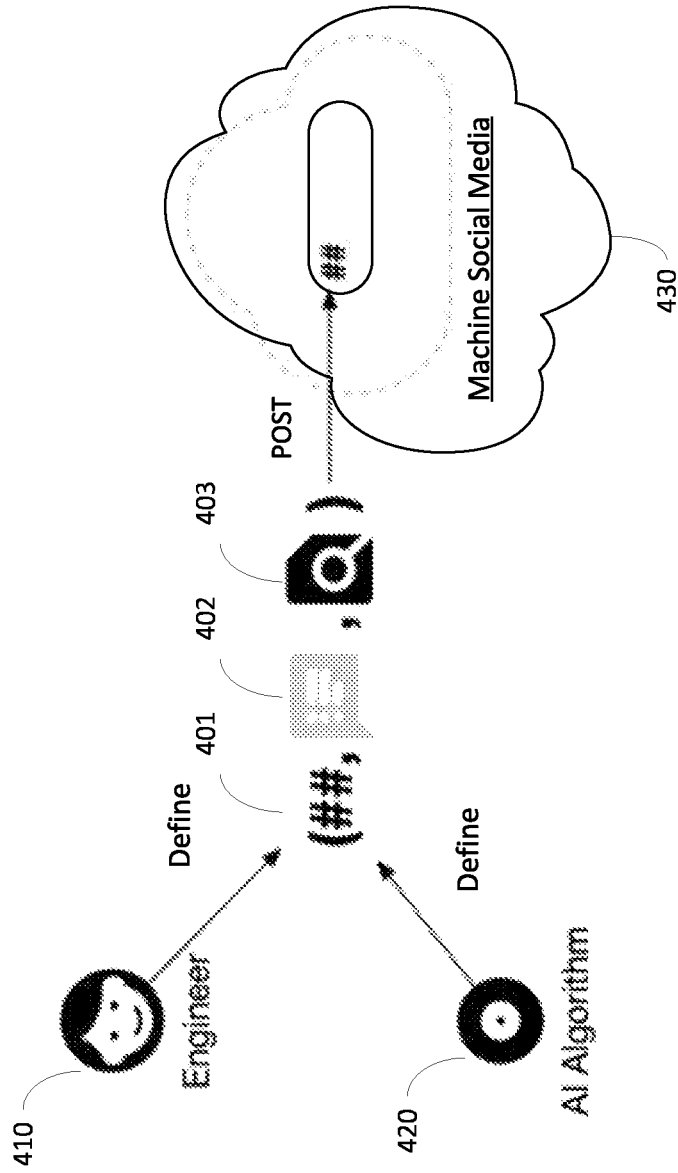 410
Engineer
Define
420
AI Algorithm
Define
401
402
403
(##, , )
POST
##
Machine Social Media
430